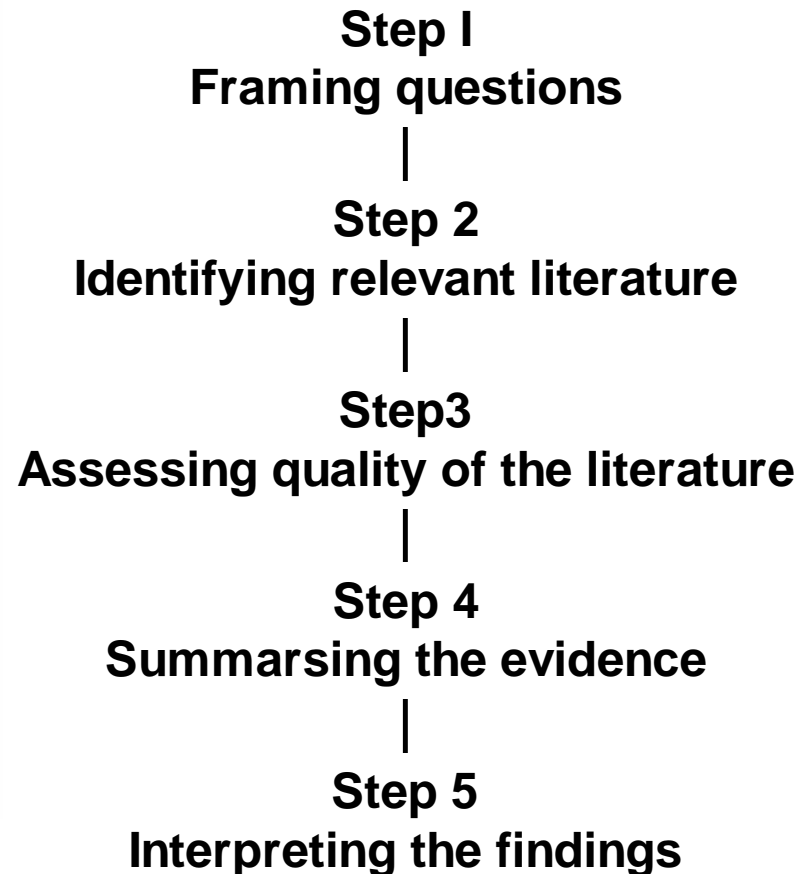 Step I
Framing questions
Step 2
Identifying relevant literature
Step3
Assessing quality of the literature
Step 4
Summarsing the evidence
Step 5
Interpreting the findings